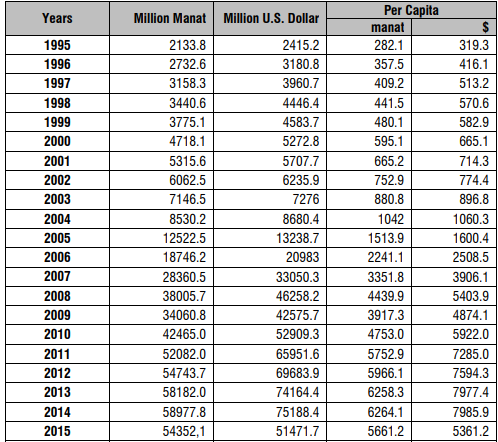 Years Million Manat Million U.S. Dollar Per Capita
manat $
1995 2133.8 2415.2 282.1 319.3
1996 2732.6 3180.8 357.5 416.1
1997 3158.3 3960.7 409.2 513.2
1998 3440.6 4446.4 441.5 570.6
1999 3775.1 4583.7 480.1 582.9
2000 4718.1 5272.8 595.1 665.1
2001 5315.6 5707.7 665.2 714.3
2002 6062.5 6235.9 752.9 774.4
2003 7146.5 7276 880.8 896.8
2004 8530.2 8680.4 1042 1060.3
2005 12522.5 13238.7 1513.9 1600.4
2006 18746.2 20983 2241.1 2508.5
2007 28360.5 33050.3 3351.8 3906.1
2008 38005.7 46258.2 4439.9 5403.9
2009 34060.8 42575.7 3917.3 4874.1
2010 42465.0 52909.3 4753.0 5922.0
2011 52082.0 65951.6 5752.9 7285.0
2012 54743.7 69683.9 5966.1 7594.3
2013 58182.0 74164.4 6258.3 7977.4
2014 58977.8 75188.4 6264.1 7985.9
2015 54352,1 51471.7 5661.2 5361.2